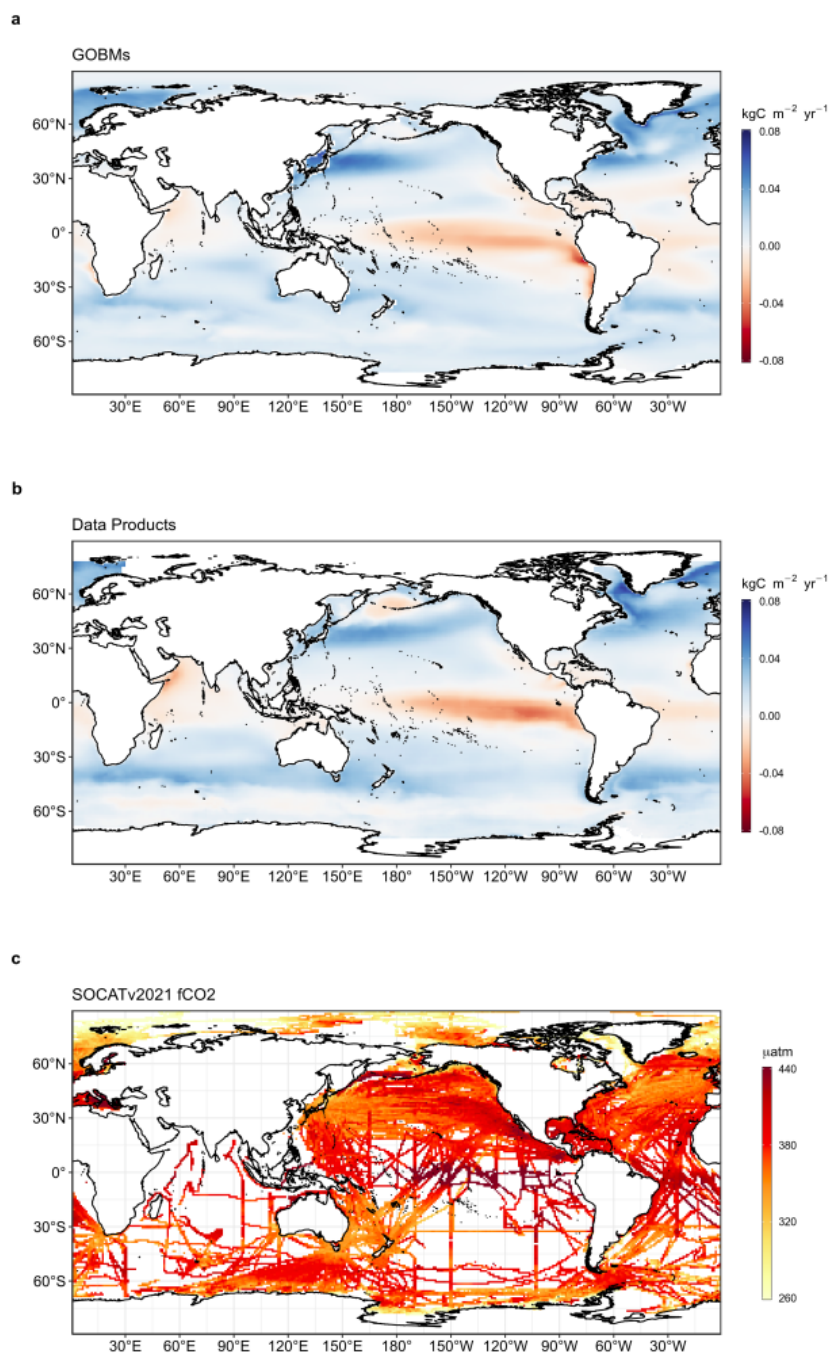 a
GOBMs
kgC m⁻² yr⁻¹
60°N
30°N
0°
30°S
60°S
0.08
0.04
0.00
-0.04
-0.08
30°E 60°E 90°E 120°E 150°E 180° 150°W 120°W 90°W 60°W 30°W
b
Data Products
kgC m⁻² yr⁻¹
60°N
30°N
0°
30°S
60°S
0.08
0.04
0.00
-0.04
-0.08
30°E 60°E 90°E 120°E 150°E 180° 150°W 120°W 90°W 60°W 30°W
c
SOCATv2021 fCO2
µatm
60°N
30°N
0°
30°S
60°S
440
380
320
260
30°E 60°E 90°E 120°E 150°E 180° 150°W 120°W 90°W 60°W 30°W